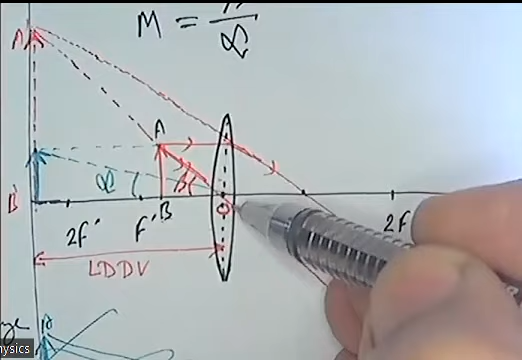 M = β/α
A'
A
α
β
O
B'
2F'
F'
B
2F
LDDV
A
ysics